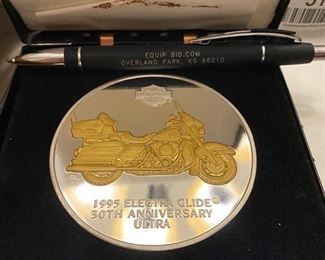 EQUIP-BID.COM
OVERLAND PARK, KS 66210
1995 ELECTRA GLIDE®
30TH ANNIVERSARY
ULTRA